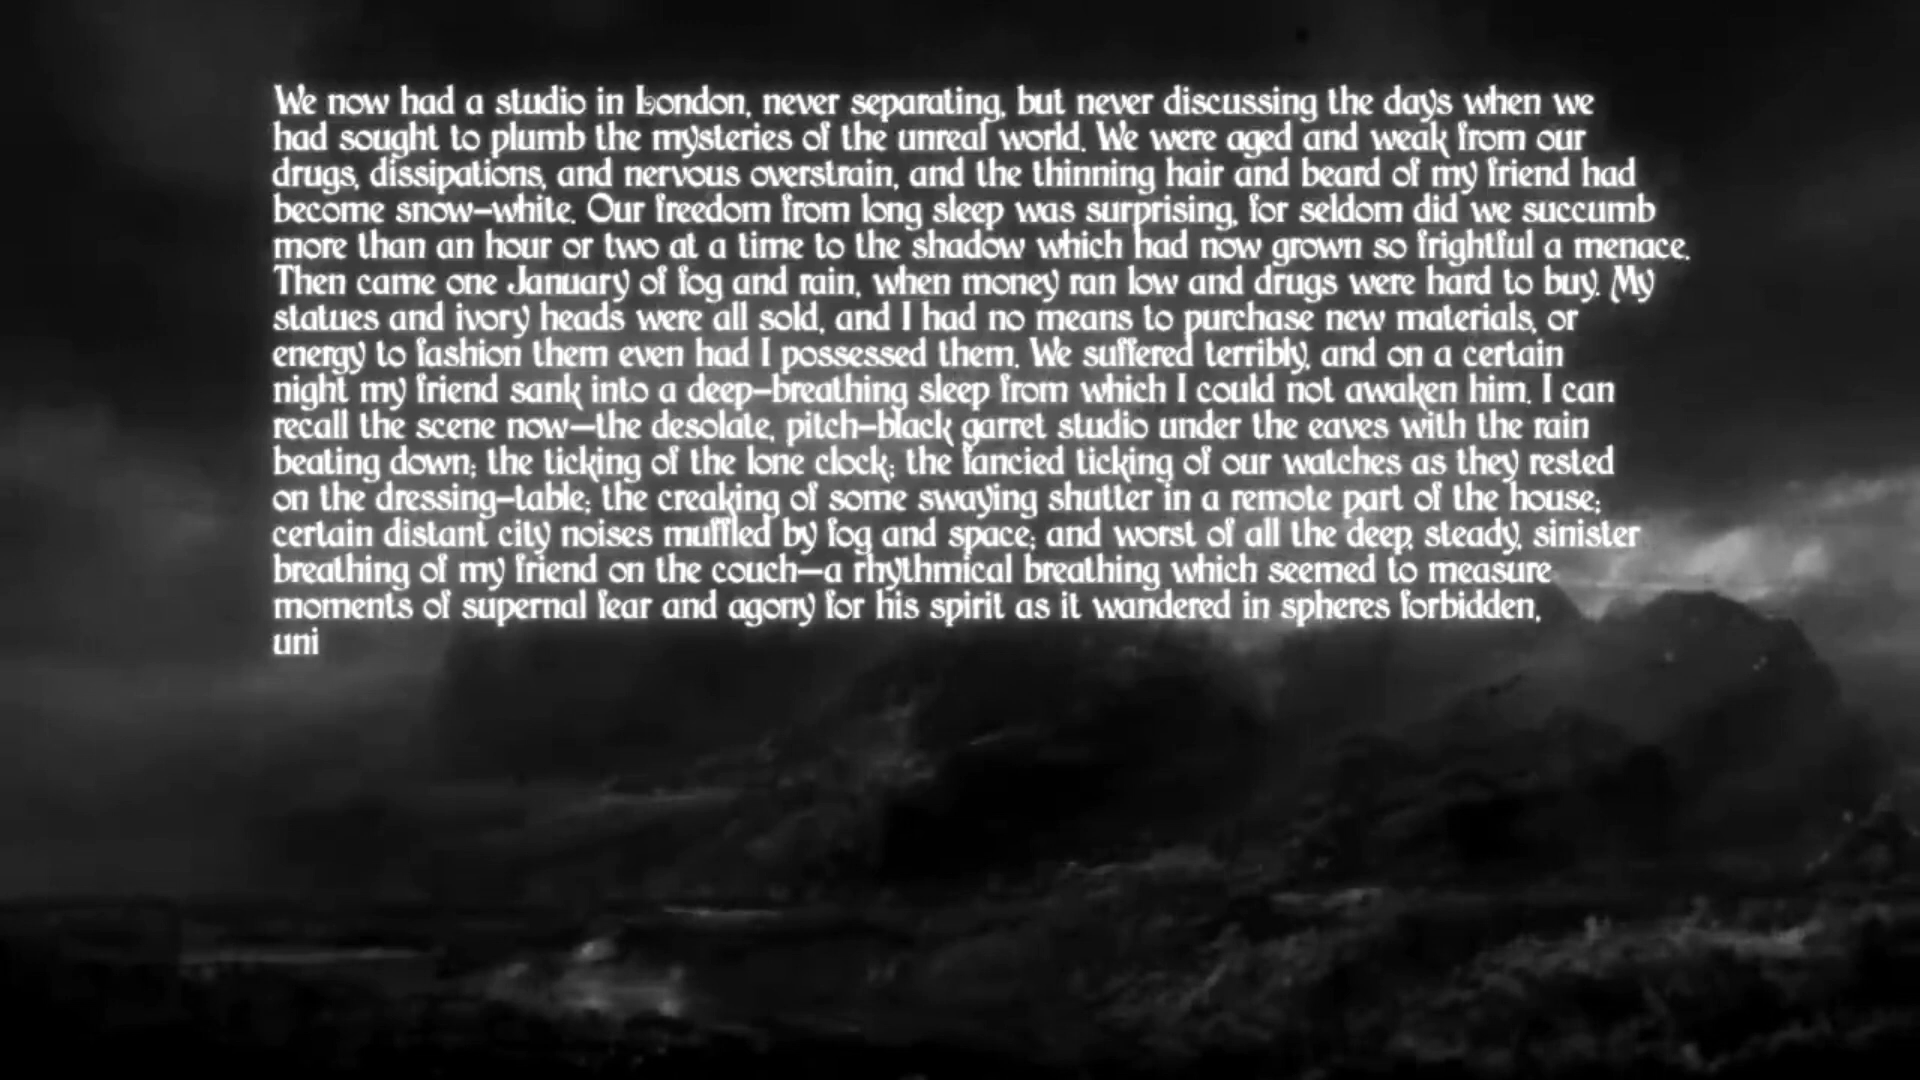 We now had a studio in London, never separating, but never discussing the days when we
had sought to plumb the mysteries of the unreal world. We were aged and weak from our
drugs, dissipations, and nervous overstrain, and the thinning hair and beard of my friend had
become snow—white. Our freedom from long sleep was surprising, for seldom did we succumb
more than an hour or two at a time to the shadow which had now grown so frightful a menace.
Then came one January of fog and rain, when money ran low and drugs were hard to buy. My
statues and ivory heads were all sold, and I had no means to purchase new materials, or
energy to fashion them even had I possessed them. We suffered terribly, and on a certain
night my friend sank into a deep—breathing sleep from which I could not awaken him. I can
recall the scene now—the desolate, pitch—black garret studio under the eaves with the rain
beating down; the ticking of the lone clock; the fancied ticking of our watches as they rested
on the dressing—table; the creaking of some swaying shutter in a remote part of the house;
certain distant city noises muffled by fog and space; and worst of all the deep, steady, sinister
breathing of my friend on the couch—a rhythmical breathing which seemed to measure
moments of supernal fear and agony for his spirit as it wandered in spheres forbidden,
uni